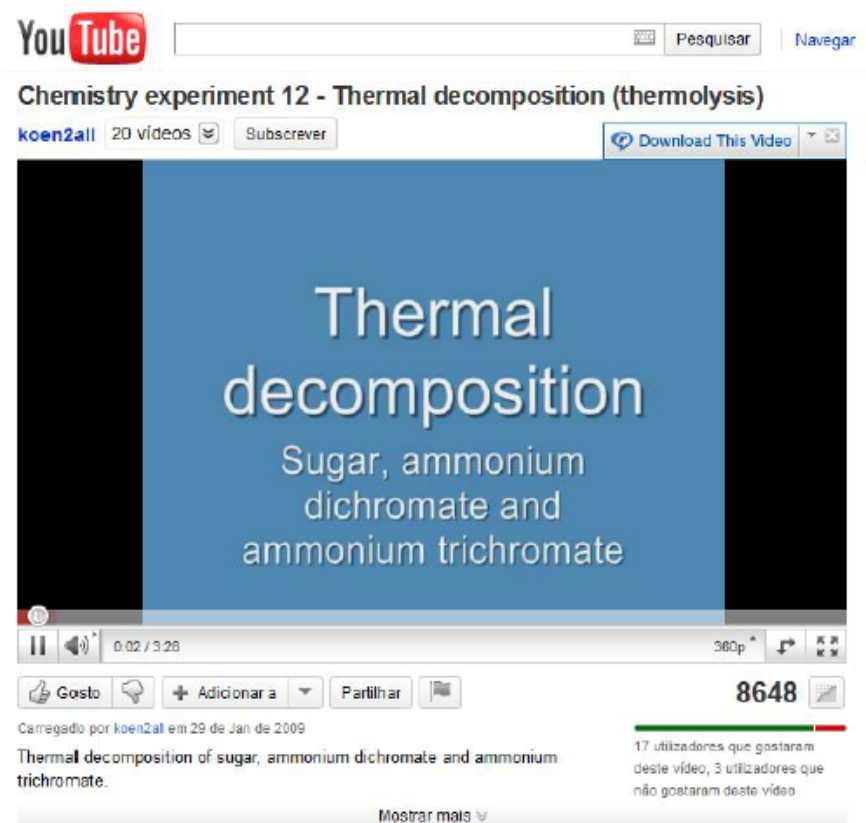 YouTube
Pesquisar Navegar
Chemistry experiment 12 - Thermal decomposition (thermolysis)
koen2all 20 vídeos Subscrever
Download This Video
Thermal
decomposition
Sugar, ammonium
dichromate and
ammonium trichromate
0:02 / 3:28 360p
Gosto Adicionar a Partilhar 8648
Carregado por koen2all em 29 de Jan de 2009
Thermal decomposition of sugar, ammonium dichromate and ammonium
trichromate.
17 utilizadores que gostaram
deste vídeo, 3 utilizadores que
não gostaram deste vídeo
Mostrar mais